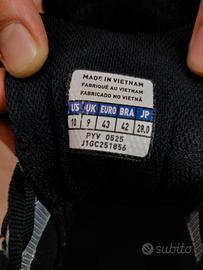 MADE IN VIETNAM
FABRIQUÉ AU VIETNAM
FABRICADO NO VIETNÃ
US UK EURO BRA JP
10 9 43 42 28,0
PYV 0525
J1GC251856
subito